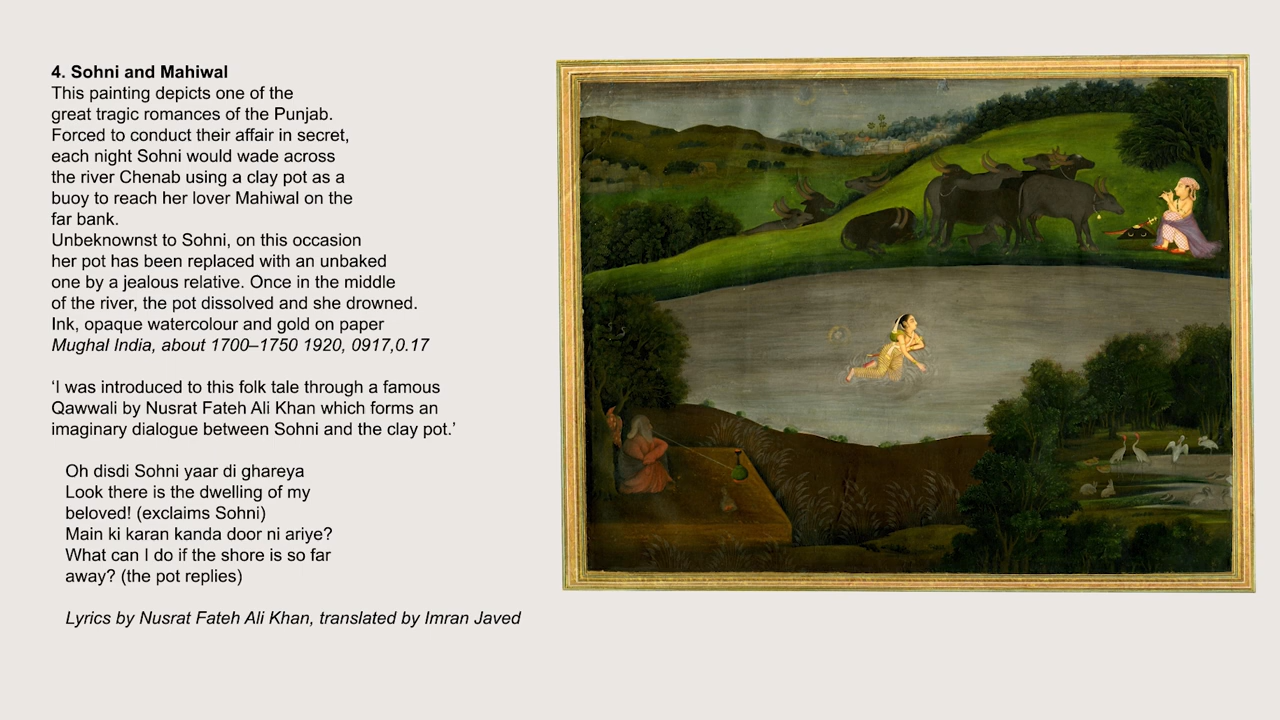 4. Sohni and Mahiwal
This painting depicts one of the
great tragic romances of the Punjab.
Forced to conduct their affair in secret,
each night Sohni would wade across
the river Chenab using a clay pot as a
buoy to reach her lover Mahiwal on the
far bank.
Unbeknownst to Sohni, on this occasion
her pot has been replaced with an unbaked
one by a jealous relative. Once in the middle
of the river, the pot dissolved and she drowned.
Ink, opaque watercolour and gold on paper
Mughal India, about 1700–1750 1920, 0917,0.17
‘I was introduced to this folk tale through a famous
Qawwali by Nusrat Fateh Ali Khan which forms an
imaginary dialogue between Sohni and the clay pot.’
Oh disdi Sohni yaar di ghareya
Look there is the dwelling of my
beloved! (exclaims Sohni)
Main ki karan kanda door ni ariye?
What can I do if the shore is so far
away? (the pot replies)
Lyrics by Nusrat Fateh Ali Khan, translated by Imran Javed